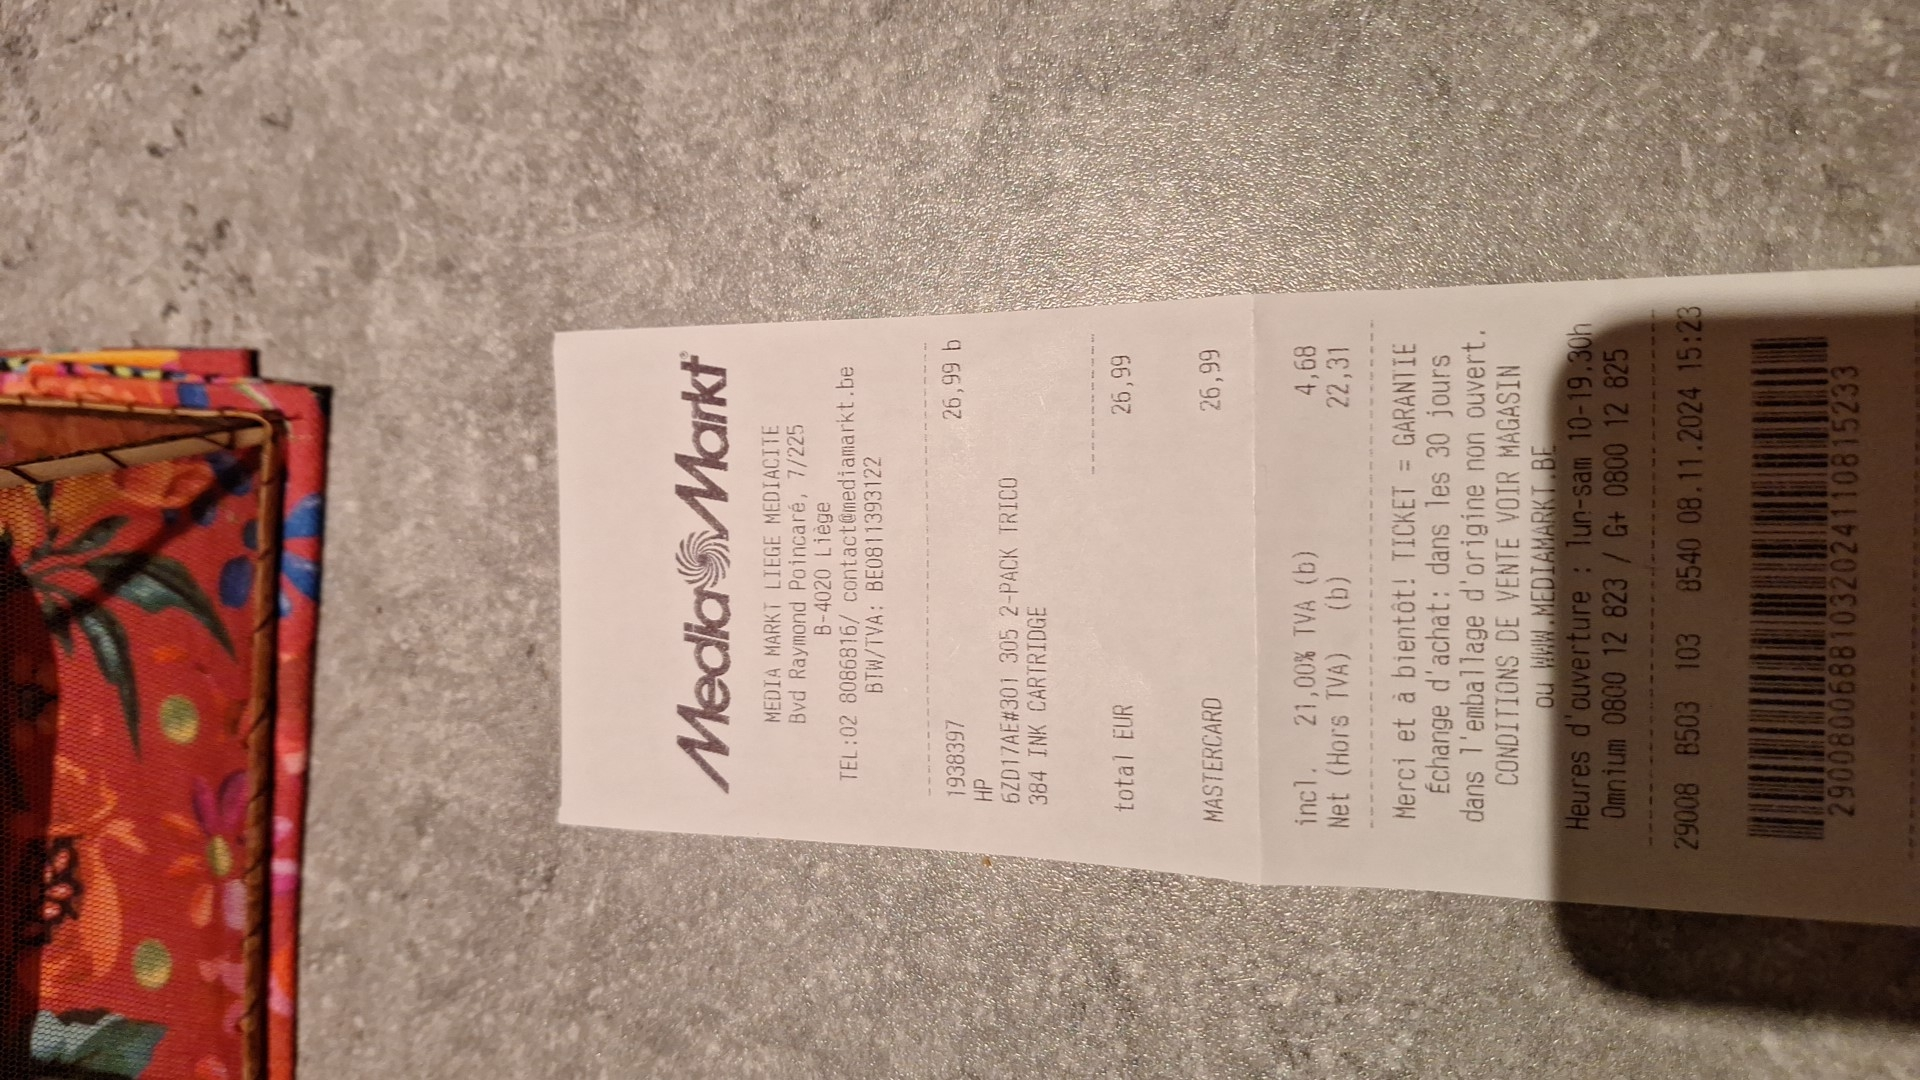 MediaMarkt®
MEDIA MARKT LIEGE MEDIACITE
Bvd Raymond Poincaré, 7/225
B-4020 Liège
TEL:02 8086816/ contact@mediamarkt.be
BTW/TVA: BE0811393122
19388397 26,99 b
HP
6ZD17AE#301 305 2-PACK TRICO
384 INK CARTRIDGE
total EUR 26,99
MASTERCARD 26,99
incl. 21,00% TVA (b) 4,68
Net (Hors TVA) (b) 22,31
Merci et à bientôt! TICKET = GARANTIE
Échange d'achat: dans les 30 jours
dans l'emballage d'origine non ouvert.
CONDITIONS DE VENTE VOIR MAGASIN
OU WWW.MEDIAMARKT.BE
Heures d'ouverture : lun-sam 10-19.30h
Omnium 0800 12 823 / G+ 0800 12 825
29008 B503 103 8540 08.11.2024 15:23
2900800688103202411081​5233